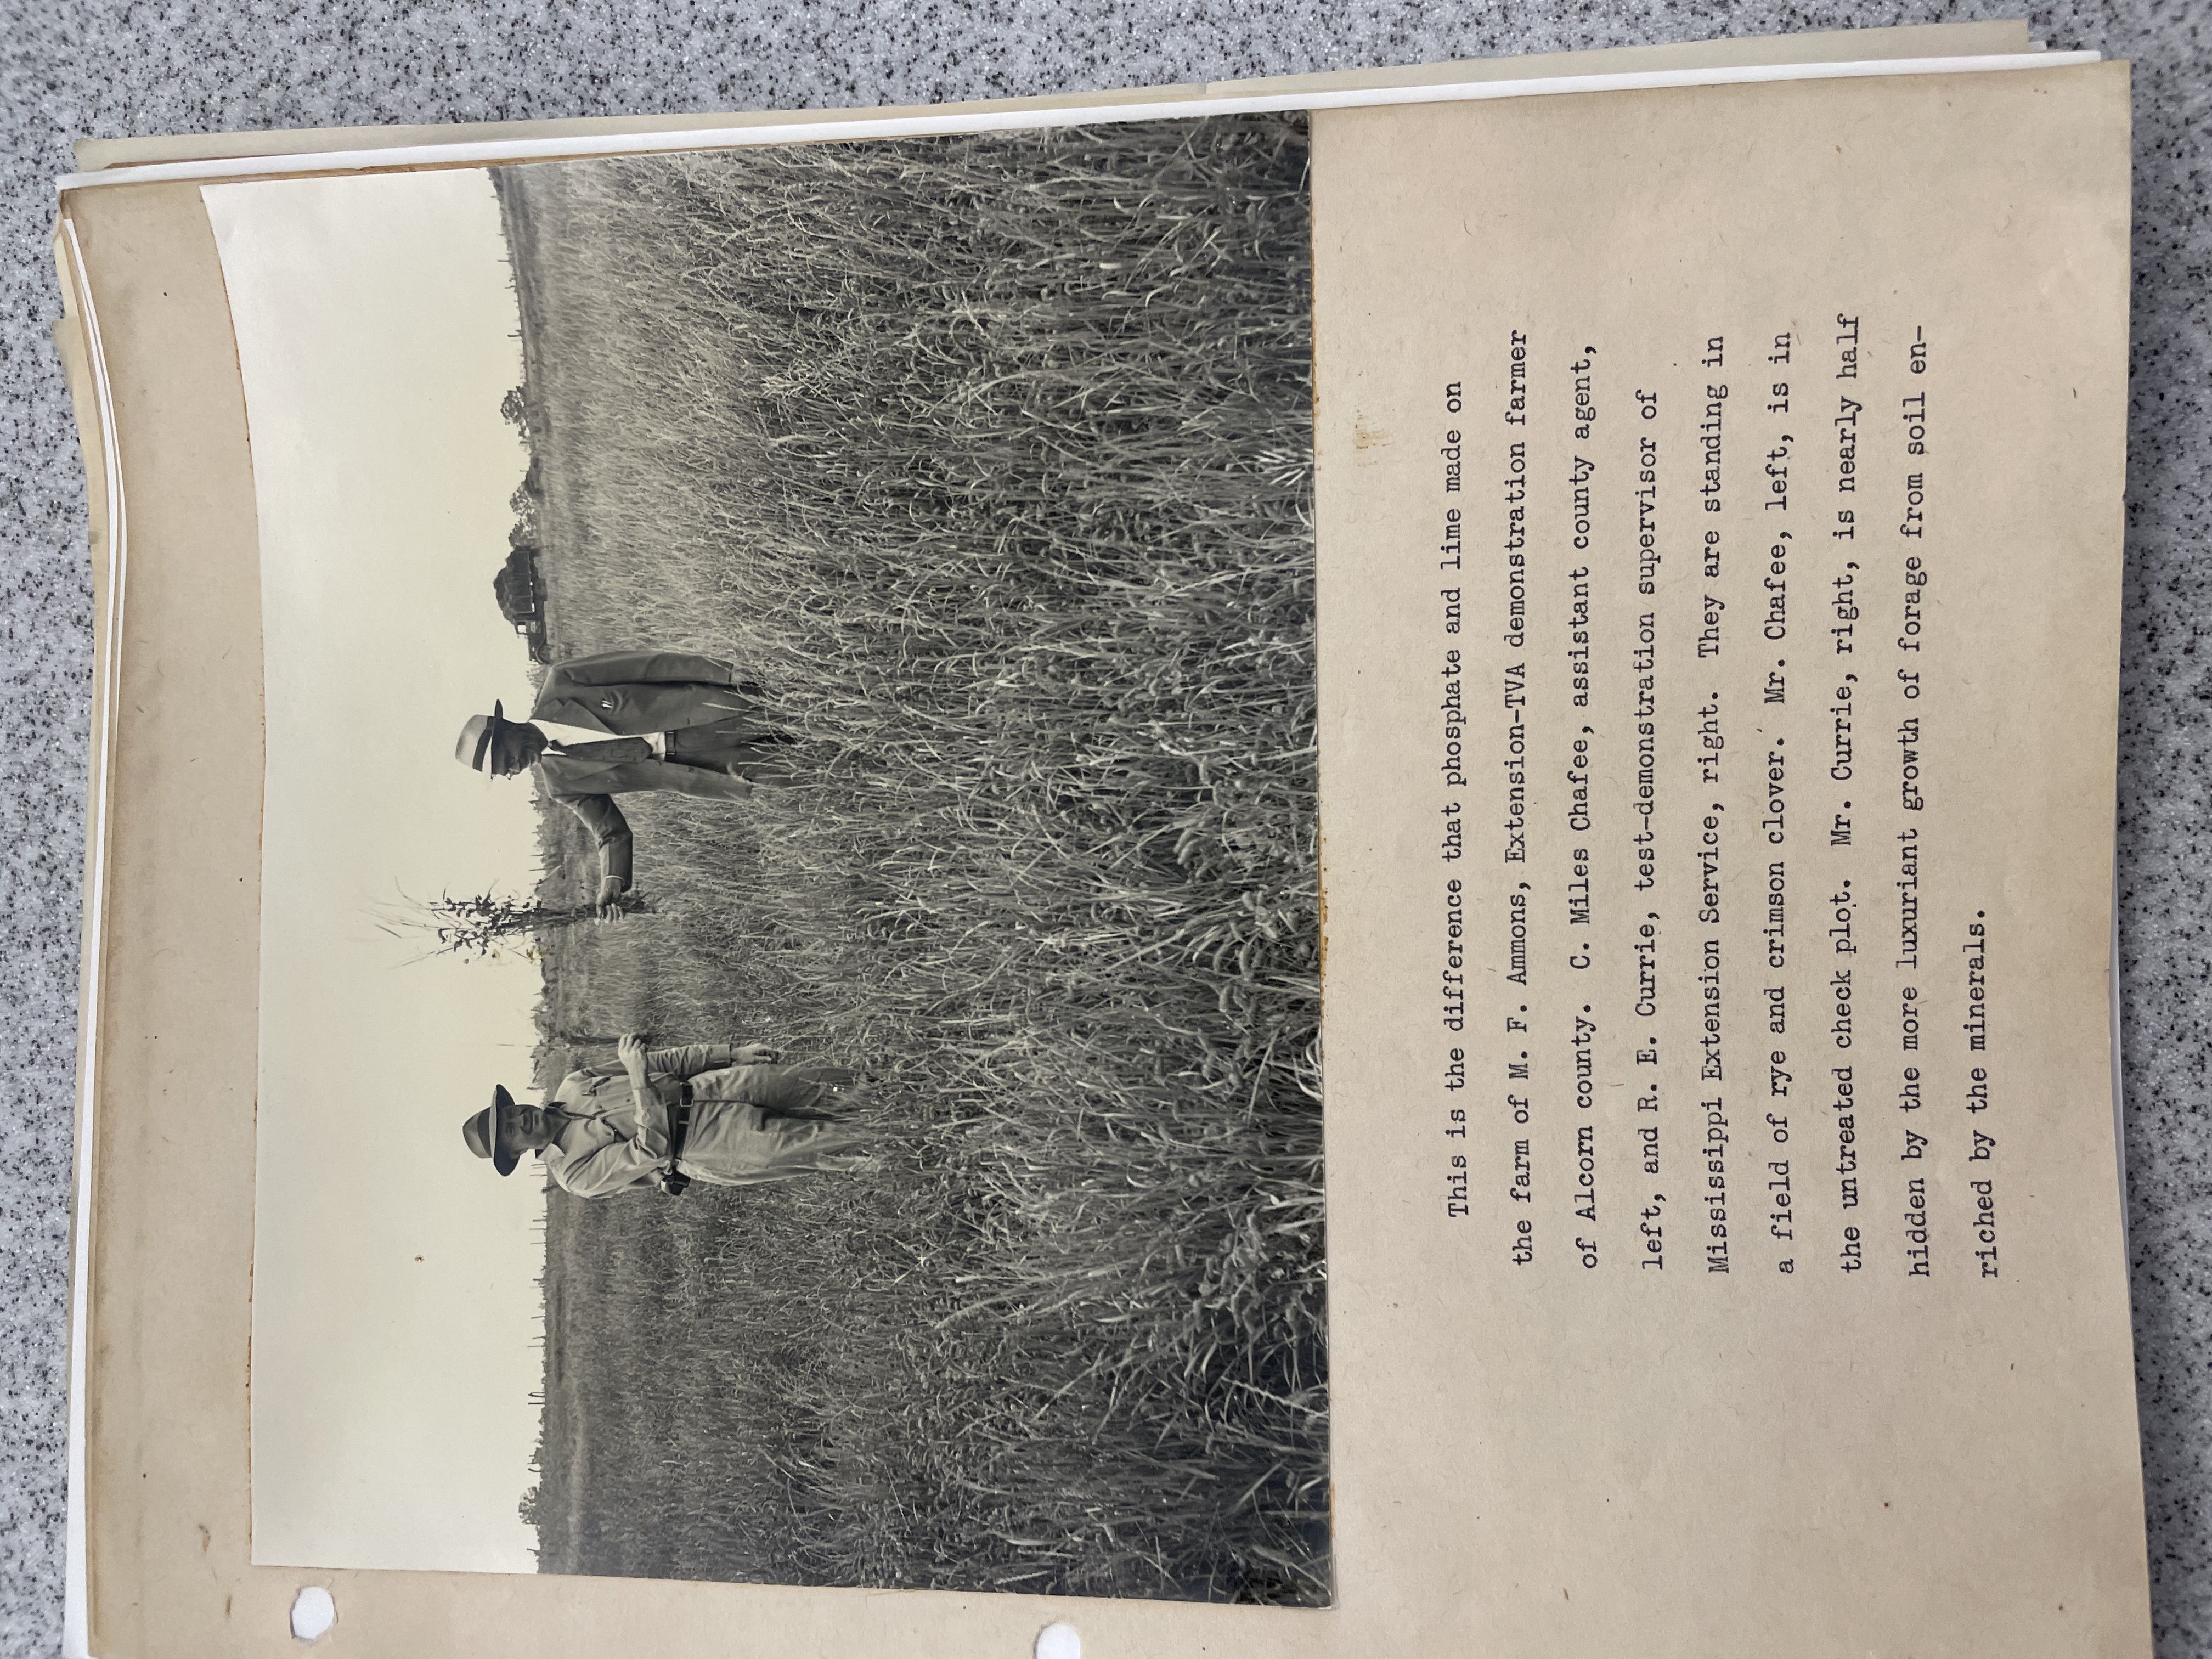 This is the difference that phosphate and lime made on
the farm of M. F. Ammons, Extension-TVA demonstration farmer
of Alcorn county.  C. Miles Chafee, assistant county agent,
left, and R. E. Currie, test-demonstration supervisor of
Mississippi Extension Service, right.  They are standing in
a field of rye and crimson clover.  Mr. Chafee, left, is in
the untreated check plot.  Mr. Currie, right, is nearly half
hidden by the more luxuriant growth of forage from soil en-
riched by the minerals.